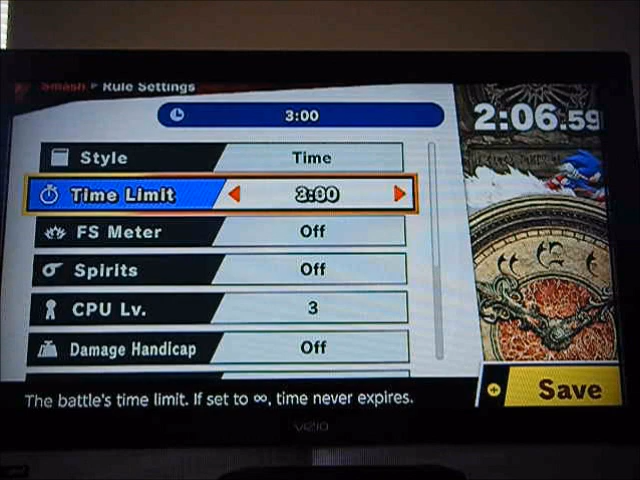 Smash ▸ Rule Settings
3:00
2:06.59
Style Time
Time Limit 3:00
FS Meter Off
Spirits Off
CPU Lv. 3
Damage Handicap Off
The battle's time limit. If set to ∞, time never expires.
Save
VIZIO